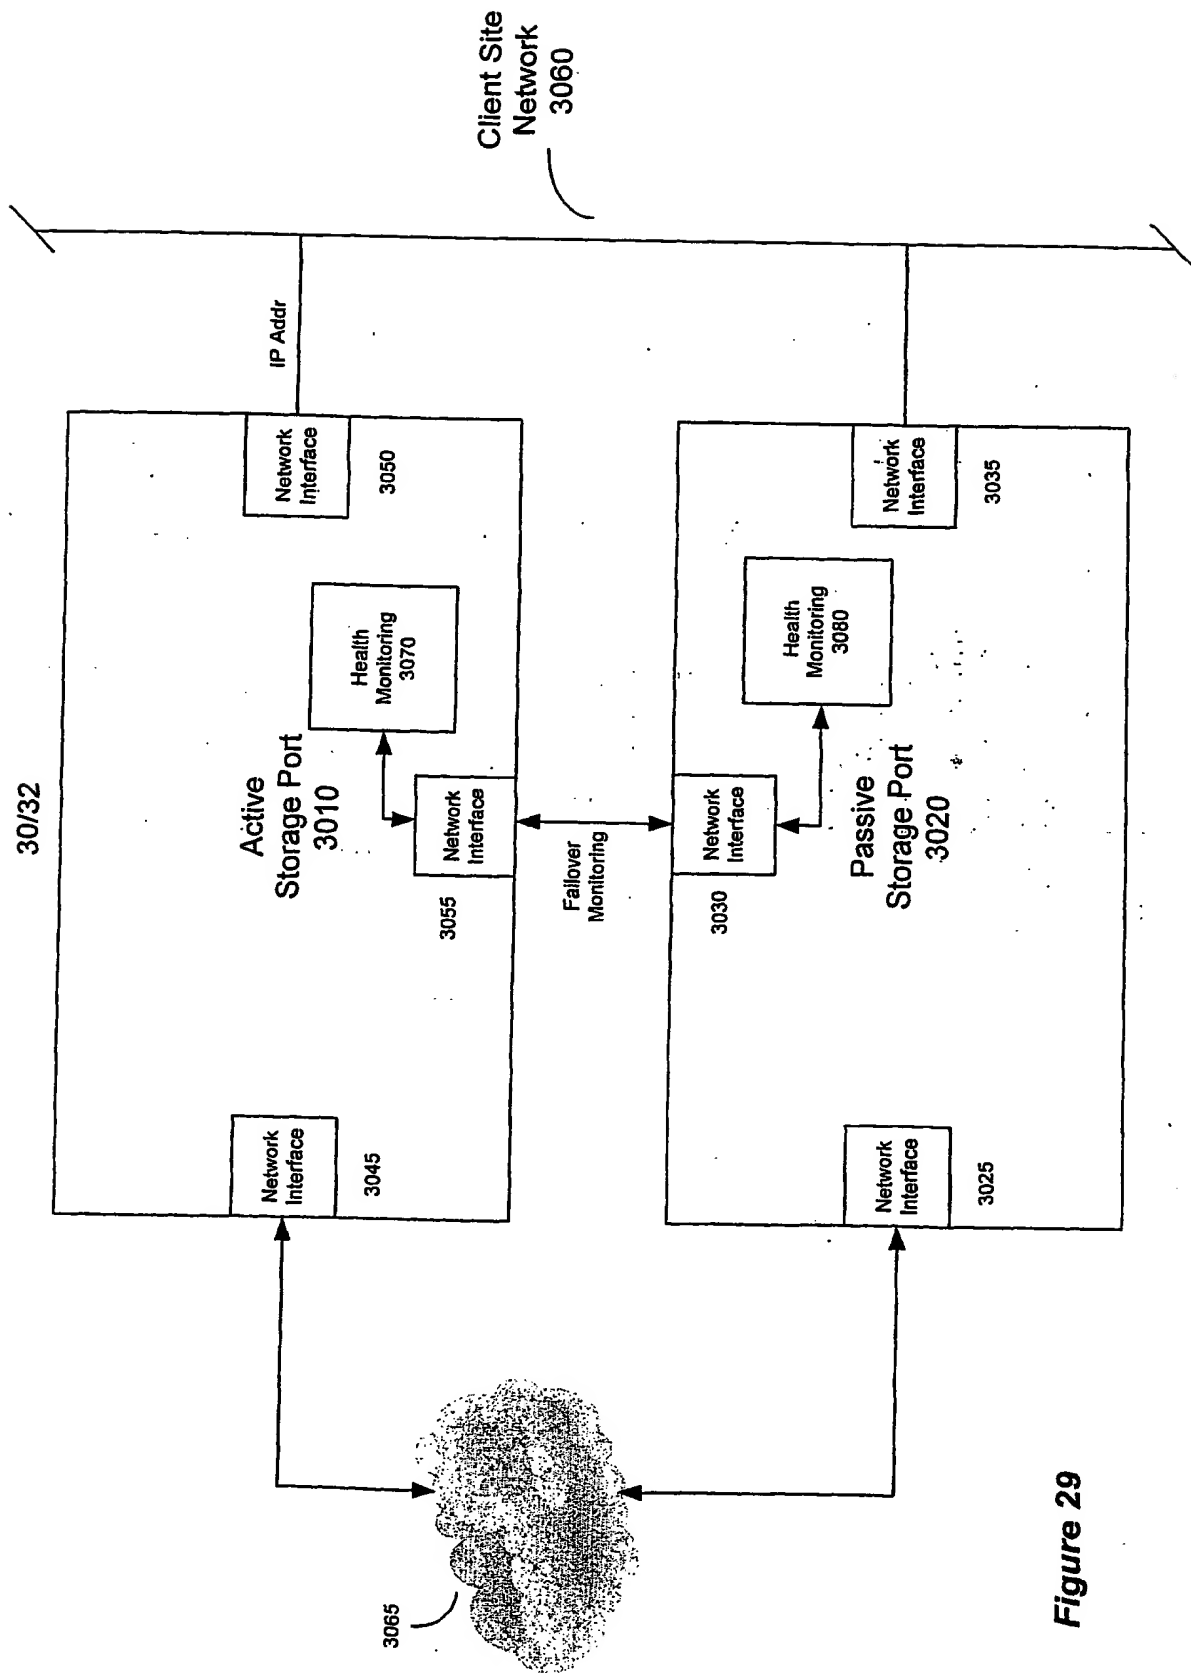 30/32
Client Site
Network
3060
IP Addr
Network
Interface
3050
Health
Monitoring
3070
Active
Storage Port
3010
Network
Interface
3055
Network
Interface
3045
Failover
Monitoring
Network
Interface
3035
Health
Monitoring
3080
Passive
Storage Port
3020
Network
Interface
3030
Network
Interface
3025
3065
Figure 29